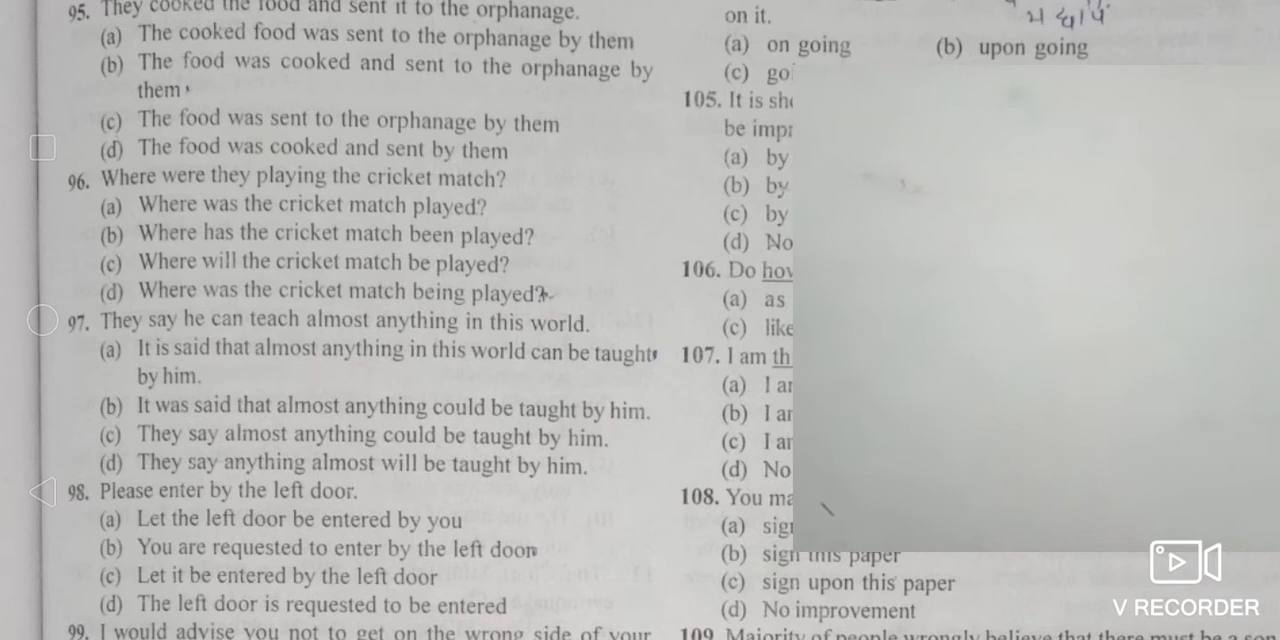 95. They cooked the food and sent it to the orphanage.
(a) The cooked food was sent to the orphanage by them
(b) The food was cooked and sent to the orphanage by
them
(c) The food was sent to the orphanage by them
(d) The food was cooked and sent by them
96. Where were they playing the cricket match?
(a) Where was the cricket match played?
(b) Where has the cricket match been played?
(c) Where will the cricket match be played?
(d) Where was the cricket match being played?
97. They say he can teach almost anything in this world.
(a) It is said that almost anything in this world can be taught
by him.
(b) It was said that almost anything could be taught by him.
(c) They say almost anything could be taught by him.
(d) They say anything almost will be taught by him.
98. Please enter by the left door.
(a) Let the left door be entered by you
(b) You are requested to enter by the left door
(c) Let it be entered by the left door
(d) The left door is requested to be entered
99. I would advise you not to get on the wrong side of your
on it.
(a) on going (b) upon going
(c)
105. It is
be
(a) by
(b) by
(c) by
(d) No
106. Do
(a) as
(c) like
107. I am
(a) I
(b) I
(c) I
(d) No
108. You
(a)
(b) sign this paper
(c) sign upon this paper
(d) No improvement
109. Majority of people wrongly believe that there must be a
V RECORDER